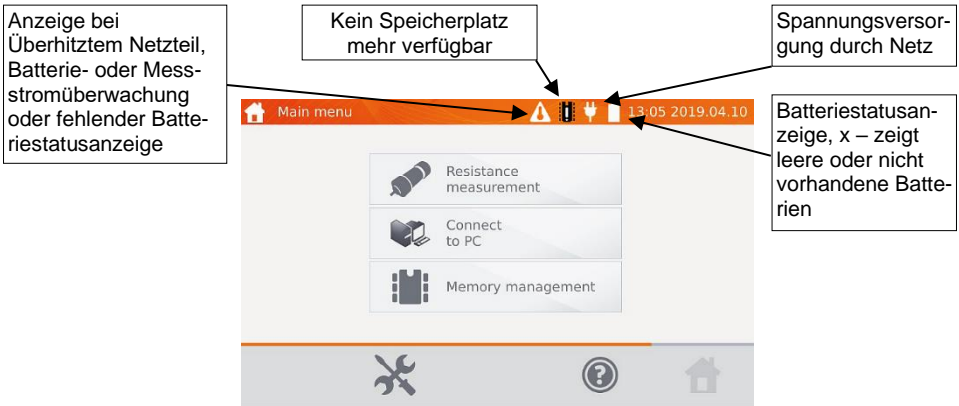 Anzeige bei
Überhitztem Netzteil,
Batterie- oder Mess-
stromüberwachung
oder fehlender Batte-
riestatusanzeige
Kein Speicherplatz
mehr verfügbar
Spannungsversor-
gung durch Netz
Batteriestatusan-
zeige, x – zeigt
leere oder nicht
vorhandene Batte-
rien
Main menu
13:05 2019.04.10
Resistance
measurement
Connect
to PC
Memory management